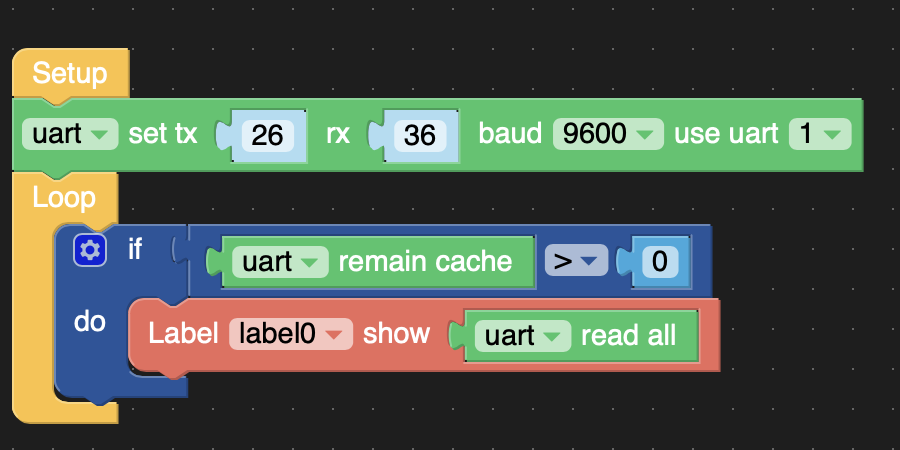 Setup
uart set tx 26 rx 36 baud 9600 use uart 1
Loop
if uart remain cache > 0
do Label label0 show uart read all